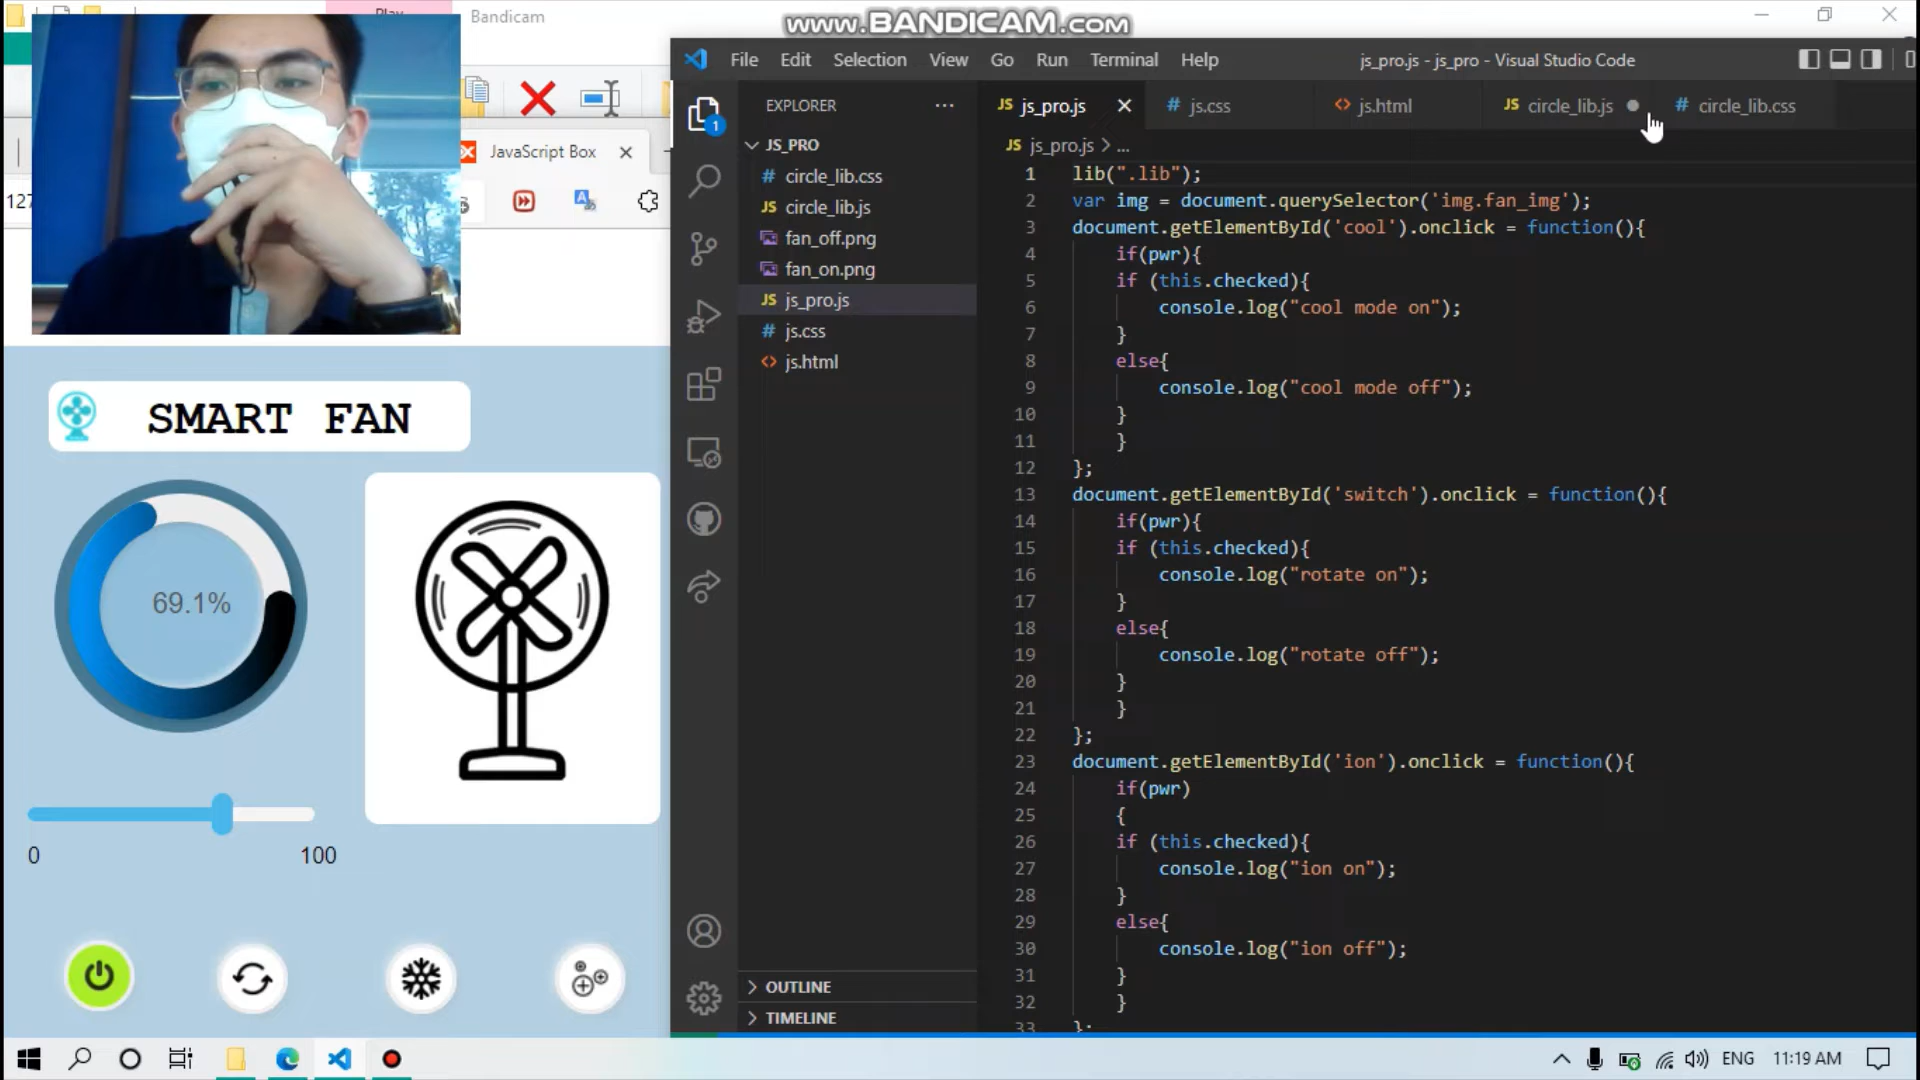 Bandicam
www.BANDICAM.com
File Edit Selection View Go Run Terminal Help
js_pro.js - js_pro - Visual Studio Code
JavaScript Box
127
EXPLORER
JS_PRO
# circle_lib.css
JS circle_lib.js
fan_off.png
fan_on.png
JS js_pro.js
# js.css
<> js.html
OUTLINE
TIMELINE
1
JS js_pro.js
# js.css
<> js.html
JS circle_lib.js
# circle_lib.css
JS js_pro.js > ...
1 lib(".lib");
2 var img = document.querySelector('img.fan_img');
3 document.getElementById('cool').onclick = function(){
4 if(pwr){
5 if (this.checked){
6 console.log("cool mode on");
7 }
8 else{
9 console.log("cool mode off");
10 }
11 }
12 };
13 document.getElementById('switch').onclick = function(){
14 if(pwr){
15 if (this.checked){
16 console.log("rotate on");
17 }
18 else{
19 console.log("rotate off");
20 }
21 }
22 };
23 document.getElementById('ion').onclick = function(){
24 if(pwr)
25 {
26 if (this.checked){
27 console.log("ion on");
28 }
29 else{
30 console.log("ion off");
31 }
32 }
33 };
SMART FAN
69.1%
0 100
ENG 11:19 AM